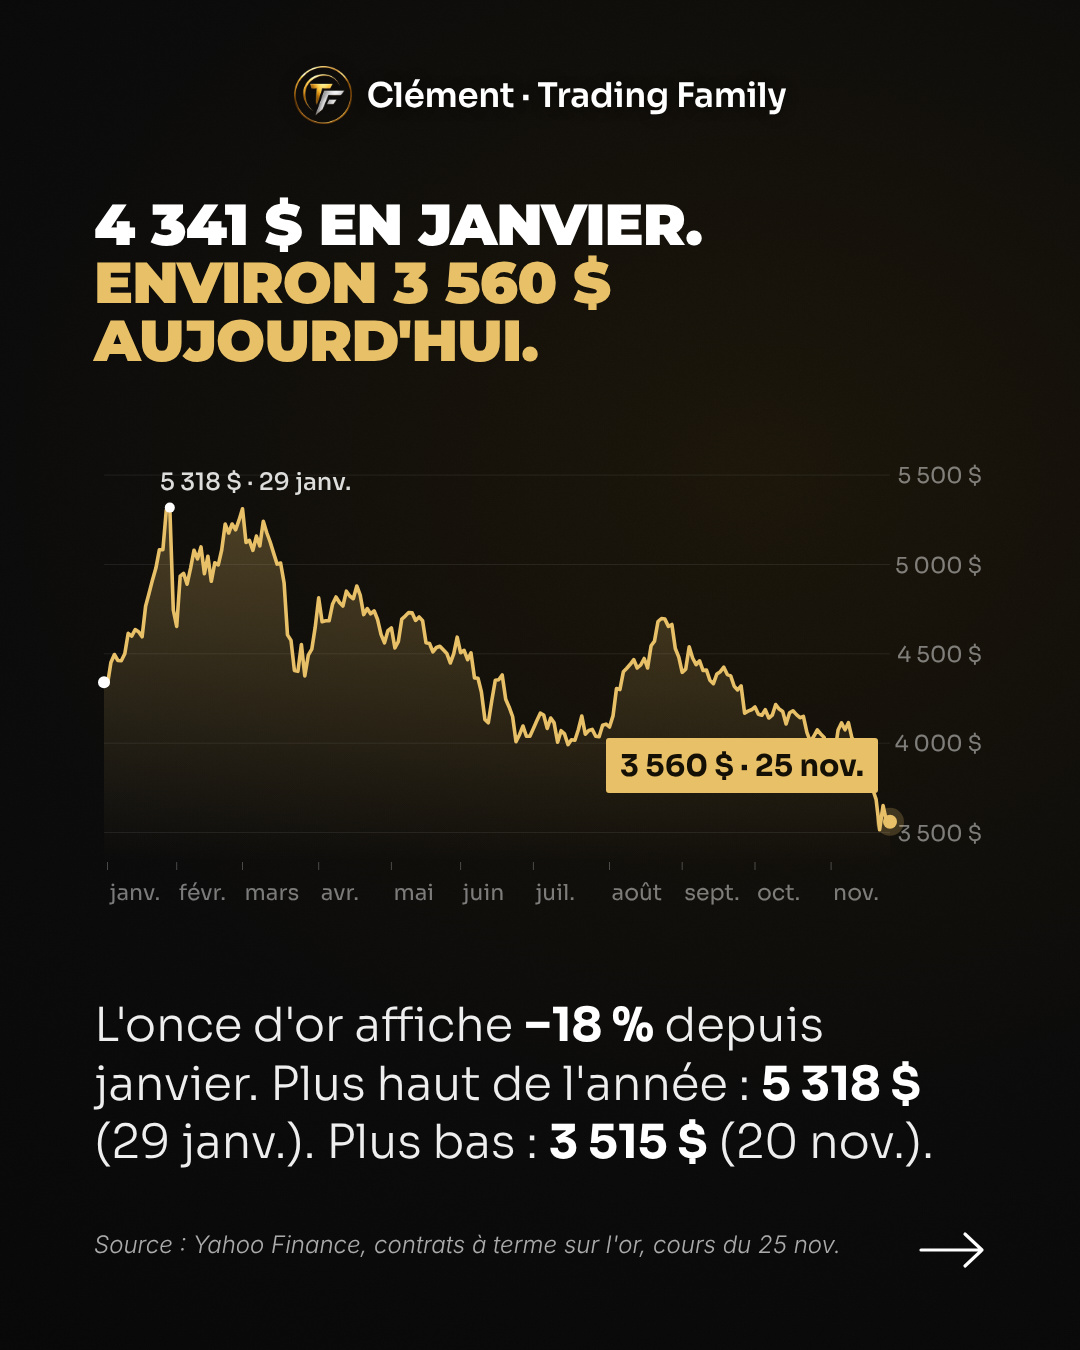 TF
Clément · Trading Family
4 341 $ EN JANVIER.
ENVIRON 3 560 $
AUJOURD'HUI.
5 318 $ · 29 janv.
5 500 $
5 000 $
4 500 $
4 000 $
3 560 $ · 25 nov.
3 500 $
janv. févr. mars avr. mai juin juil. août sept. oct. nov.
L'once d'or affiche −18 % depuis
janvier. Plus haut de l'année : 5 318 $
(29 janv.). Plus bas : 3 515 $ (20 nov.).
Source : Yahoo Finance, contrats à terme sur l'or, cours du 25 nov.